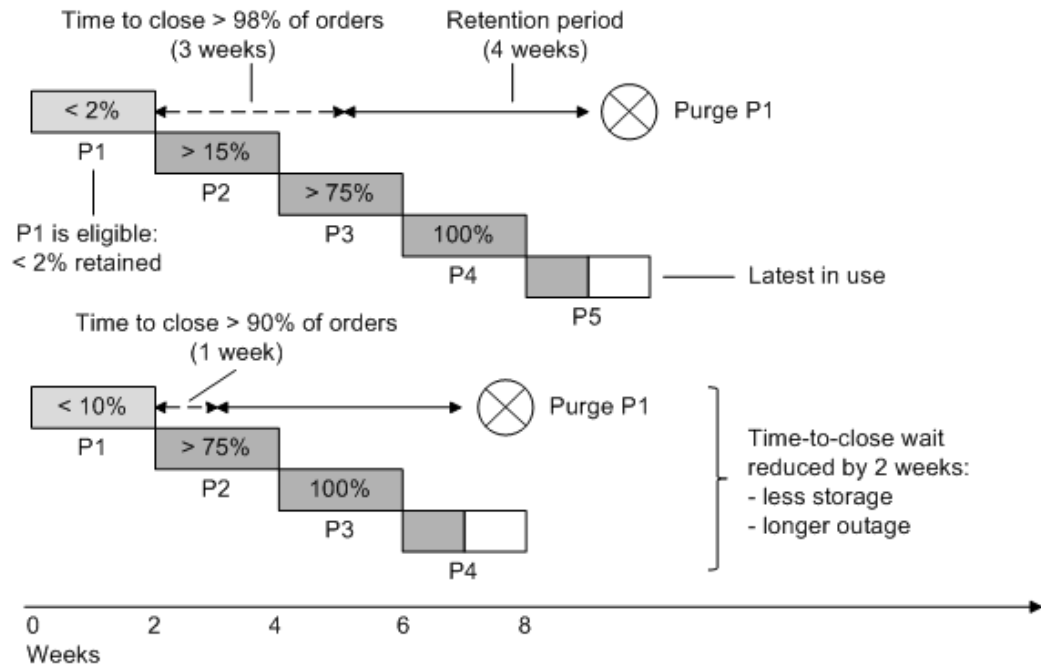 Time to close > 98% of orders
(3 weeks)
Retention period
(4 weeks)
< 2%
Purge P1
P1
> 15%
P2
> 75%
P1 is eligible:
< 2% retained
P3
100%
P4
Latest in use
P5
Time to close > 90% of orders
(1 week)
< 10%
Purge P1
P1
> 75%
P2
100%
P3
P4
Time-to-close wait
reduced by 2 weeks:
- less storage
- longer outage
0 2 4 6 8
Weeks